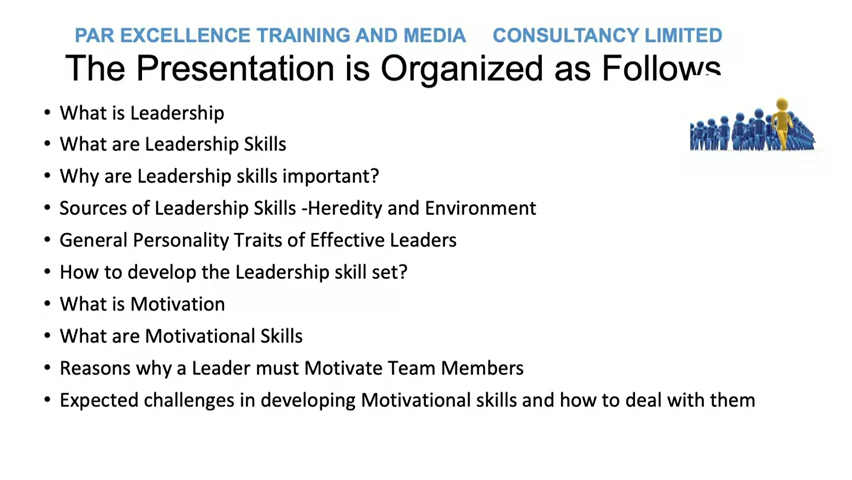 PAR EXCELLENCE TRAINING AND MEDIA CONSULTANCY LIMITED
The Presentation is Organized as Follows
• What is Leadership
• What are Leadership Skills
• Why are Leadership skills important?
• Sources of Leadership Skills -Heredity and Environment
• General Personality Traits of Effective Leaders
• How to develop the Leadership skill set?
• What is Motivation
• What are Motivational Skills
• Reasons why a Leader must Motivate Team Members
• Expected challenges in developing Motivational skills and how to deal with them